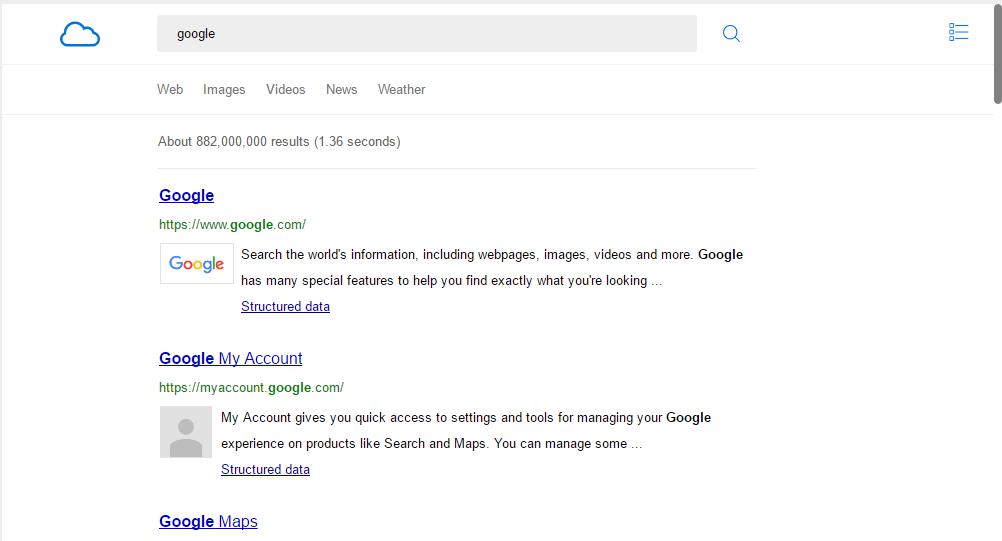 google
Web Images Videos News Weather
About 882,000,000 results (1.36 seconds)
Google
https://www.google.com/
Google
Search the world's information, including webpages, images, videos and more. Google
has many special features to help you find exactly what you're looking ...
Structured data
Google My Account
https://myaccount.google.com/
My Account gives you quick access to settings and tools for managing your Google
experience on products like Search and Maps. You can manage some ...
Structured data
Google Maps